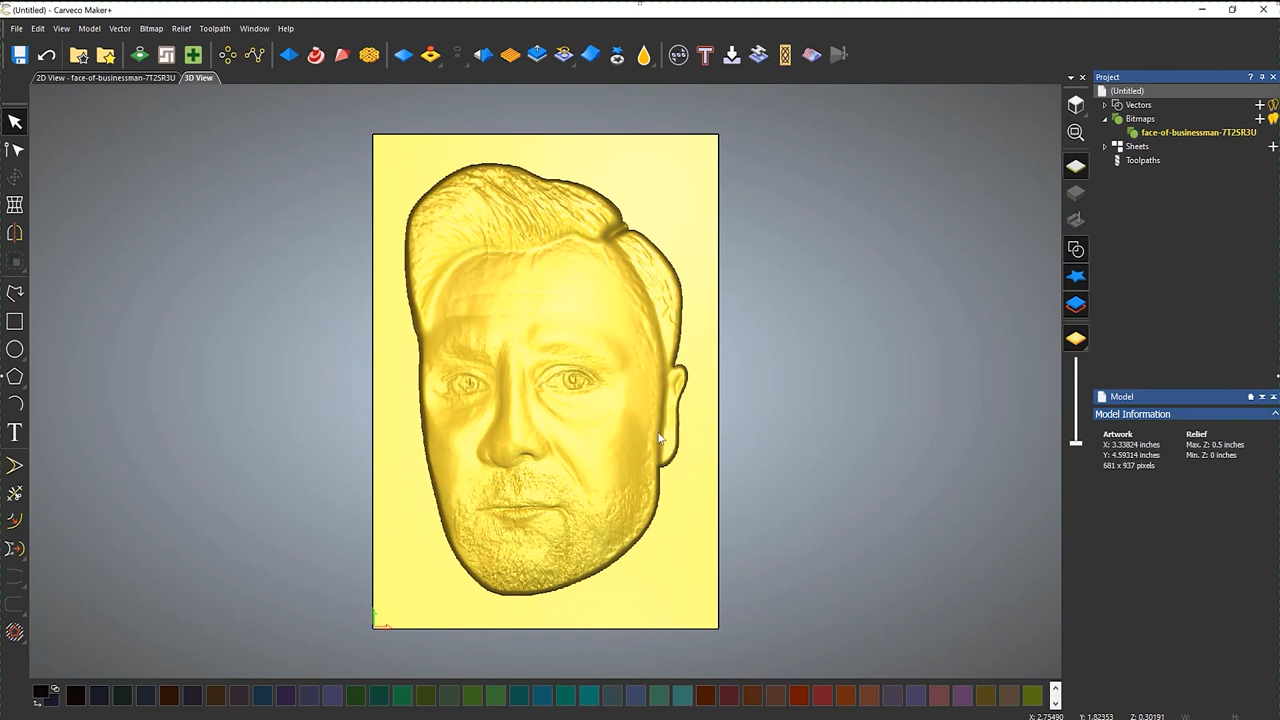 (Untitled) - Carveco Maker+
File Edit View Model Vector Bitmap Relief Toolpath Window Help
2D View - face-of-businessman-7T2SR3U 3D View
Project
(Untitled)
Vectors
Bitmaps
face-of-businessman-7T2SR3U
Sheets
Toolpaths
Model
Model Information
Artwork Relief
X: 3.33824 inches Max. Z: 0.5 inches
Y: 4.59314 inches Min. Z: 0 inches
681 x 937 pixels
X: 2.75490 Y: 1.82353 Z: 0.30191 W: H: